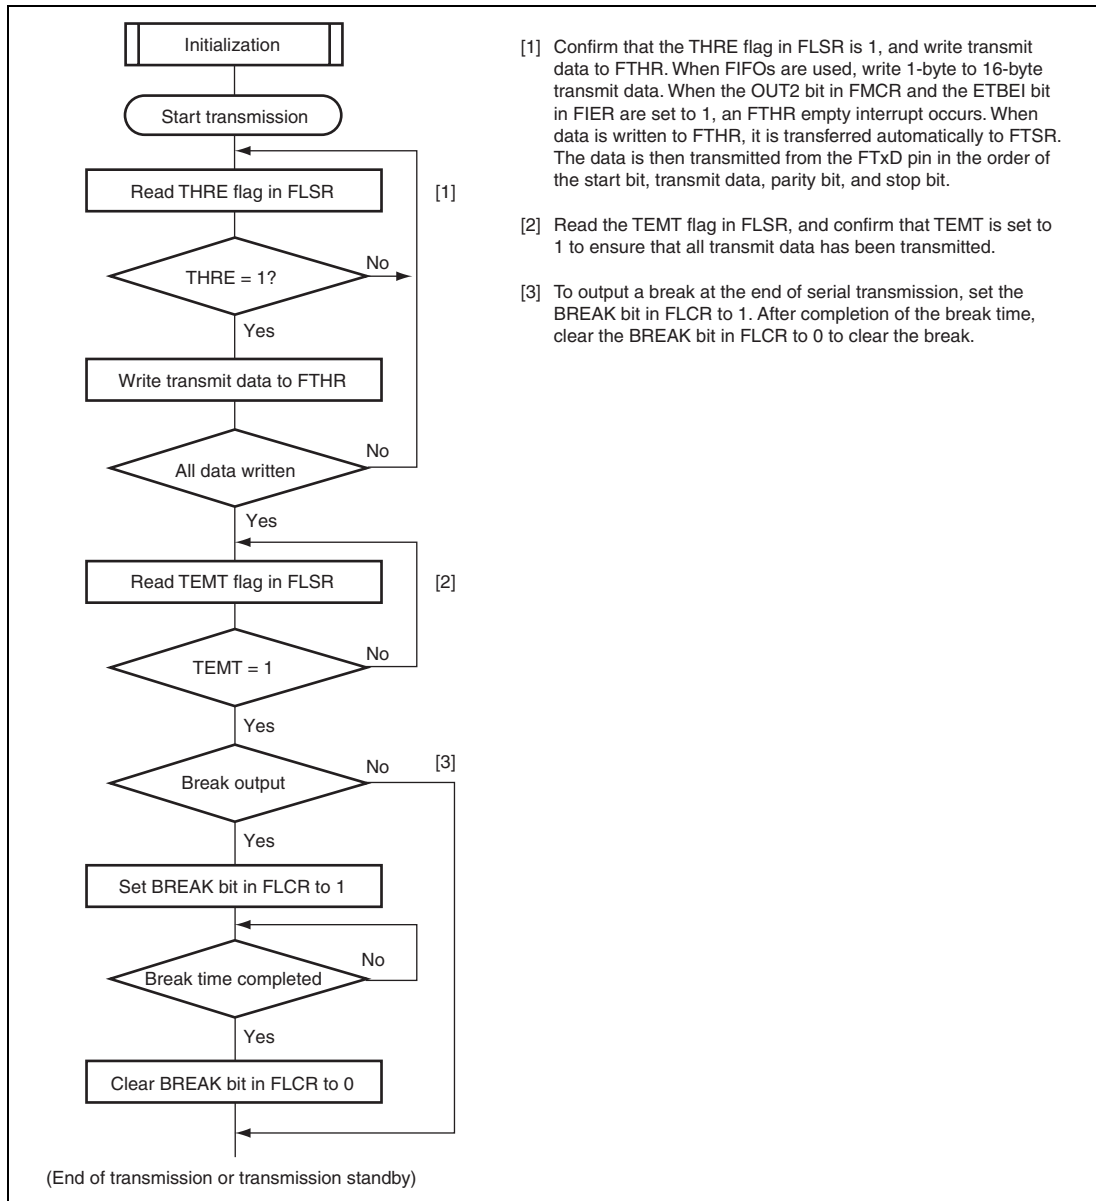 Initialization
Start transmission
Read THRE flag in FLSR
[1]
THRE = 1?
No
Yes
Write transmit data to FTHR
All data written
No
Yes
Read TEMT flag in FLSR
[2]
TEMT = 1
No
Yes
Break output
No
[3]
Yes
Set BREAK bit in FLCR to 1
Break time completed
No
Yes
Clear BREAK bit in FLCR to 0
(End of transmission or transmission standby)
[1] Confirm that the THRE flag in FLSR is 1, and write transmit
data to FTHR. When FIFOs are used, write 1-byte to 16-byte
transmit data. When the OUT2 bit in FMCR and the ETBEI bit
in FIER are set to 1, an FTHR empty interrupt occurs. When
data is written to FTHR, it is transferred automatically to FTSR.
The data is then transmitted from the FTxD pin in the order of
the start bit, transmit data, parity bit, and stop bit.
[2] Read the TEMT flag in FLSR, and confirm that TEMT is set to
1 to ensure that all transmit data has been transmitted.
[3] To output a break at the end of serial transmission, set the
BREAK bit in FLCR to 1. After completion of the break time,
clear the BREAK bit in FLCR to 0 to clear the break.